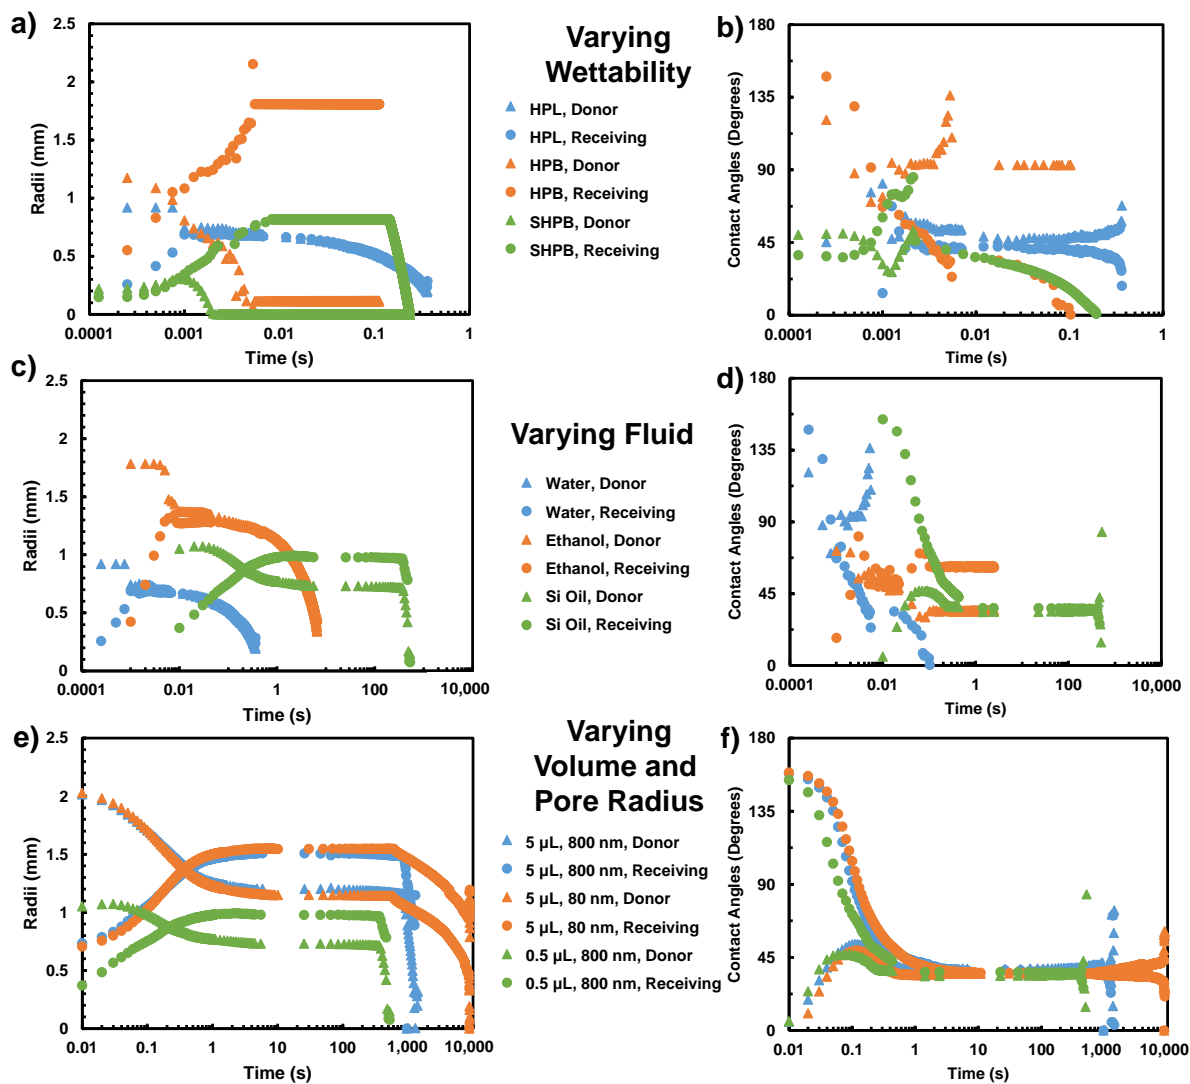 a)
2.5
2
1.5
1
0.5
0
Radii (mm)
0.0001
0.001
0.01
0.1
1
Time (s)
Varying
Wettability
HPL, Donor
HPL, Receiving
HPB, Donor
HPB, Receiving
SHPB, Donor
SHPB, Receiving
b)
180
135
90
45
0
Contact Angles (Degrees)
0.0001
0.001
0.01
0.1
1
Time (s)
c)
2.5
2
1.5
1
0.5
0
Radii (mm)
0.0001
0.01
1
100
10,000
Time (s)
Varying Fluid
Water, Donor
Water, Receiving
Ethanol, Donor
Ethanol, Receiving
Si Oil, Donor
Si Oil, Receiving
d)
180
135
90
45
0
Contact Angles (Degrees)
0.0001
0.01
1
100
10,000
Time (s)
e)
2.5
2
1.5
1
0.5
0
Radii (mm)
0.01
0.1
1
10
100
1,000
10,000
Time (s)
Varying
Volume and
Pore Radius
5 µL, 800 nm, Donor
5 µL, 800 nm, Receiving
5 µL, 80 nm, Donor
5 µL, 80 nm, Receiving
0.5 µL, 800 nm, Donor
0.5 µL, 800 nm, Receiving
f)
180
135
90
45
0
Contact Angles (Degrees)
0.01
0.1
1
10
100
1,000
10,000
Time (s)